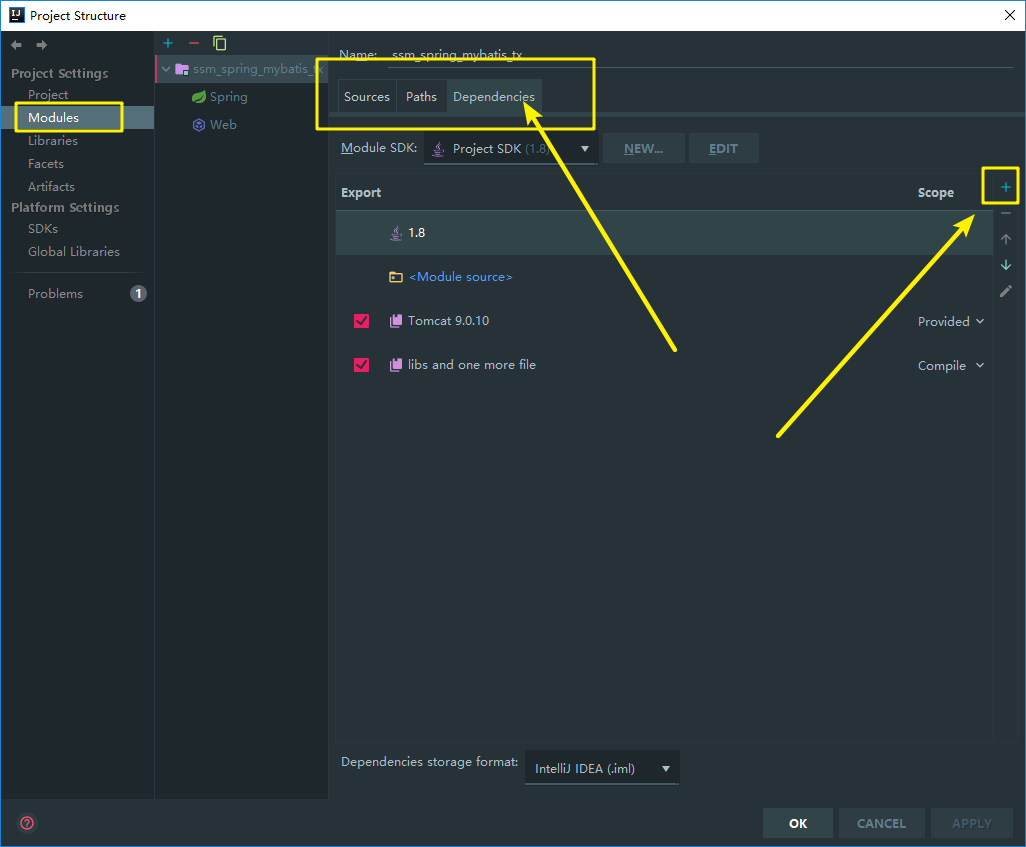 Project Structure
Project Settings
Project
Modules
Libraries
Facets
Artifacts
Platform Settings
SDKs
Global Libraries
Problems 1
ssm_spring_mybatis_tx
Spring
Web
Name: ssm_spring_mybatis_tx
Sources Paths Dependencies
Module SDK: Project SDK (1.8) NEW... EDIT
Export Scope
1.8
<Module source>
Tomcat 9.0.10 Provided
libs and one more file Compile
Dependencies storage format: IntelliJ IDEA (.iml)
OK CANCEL APPLY